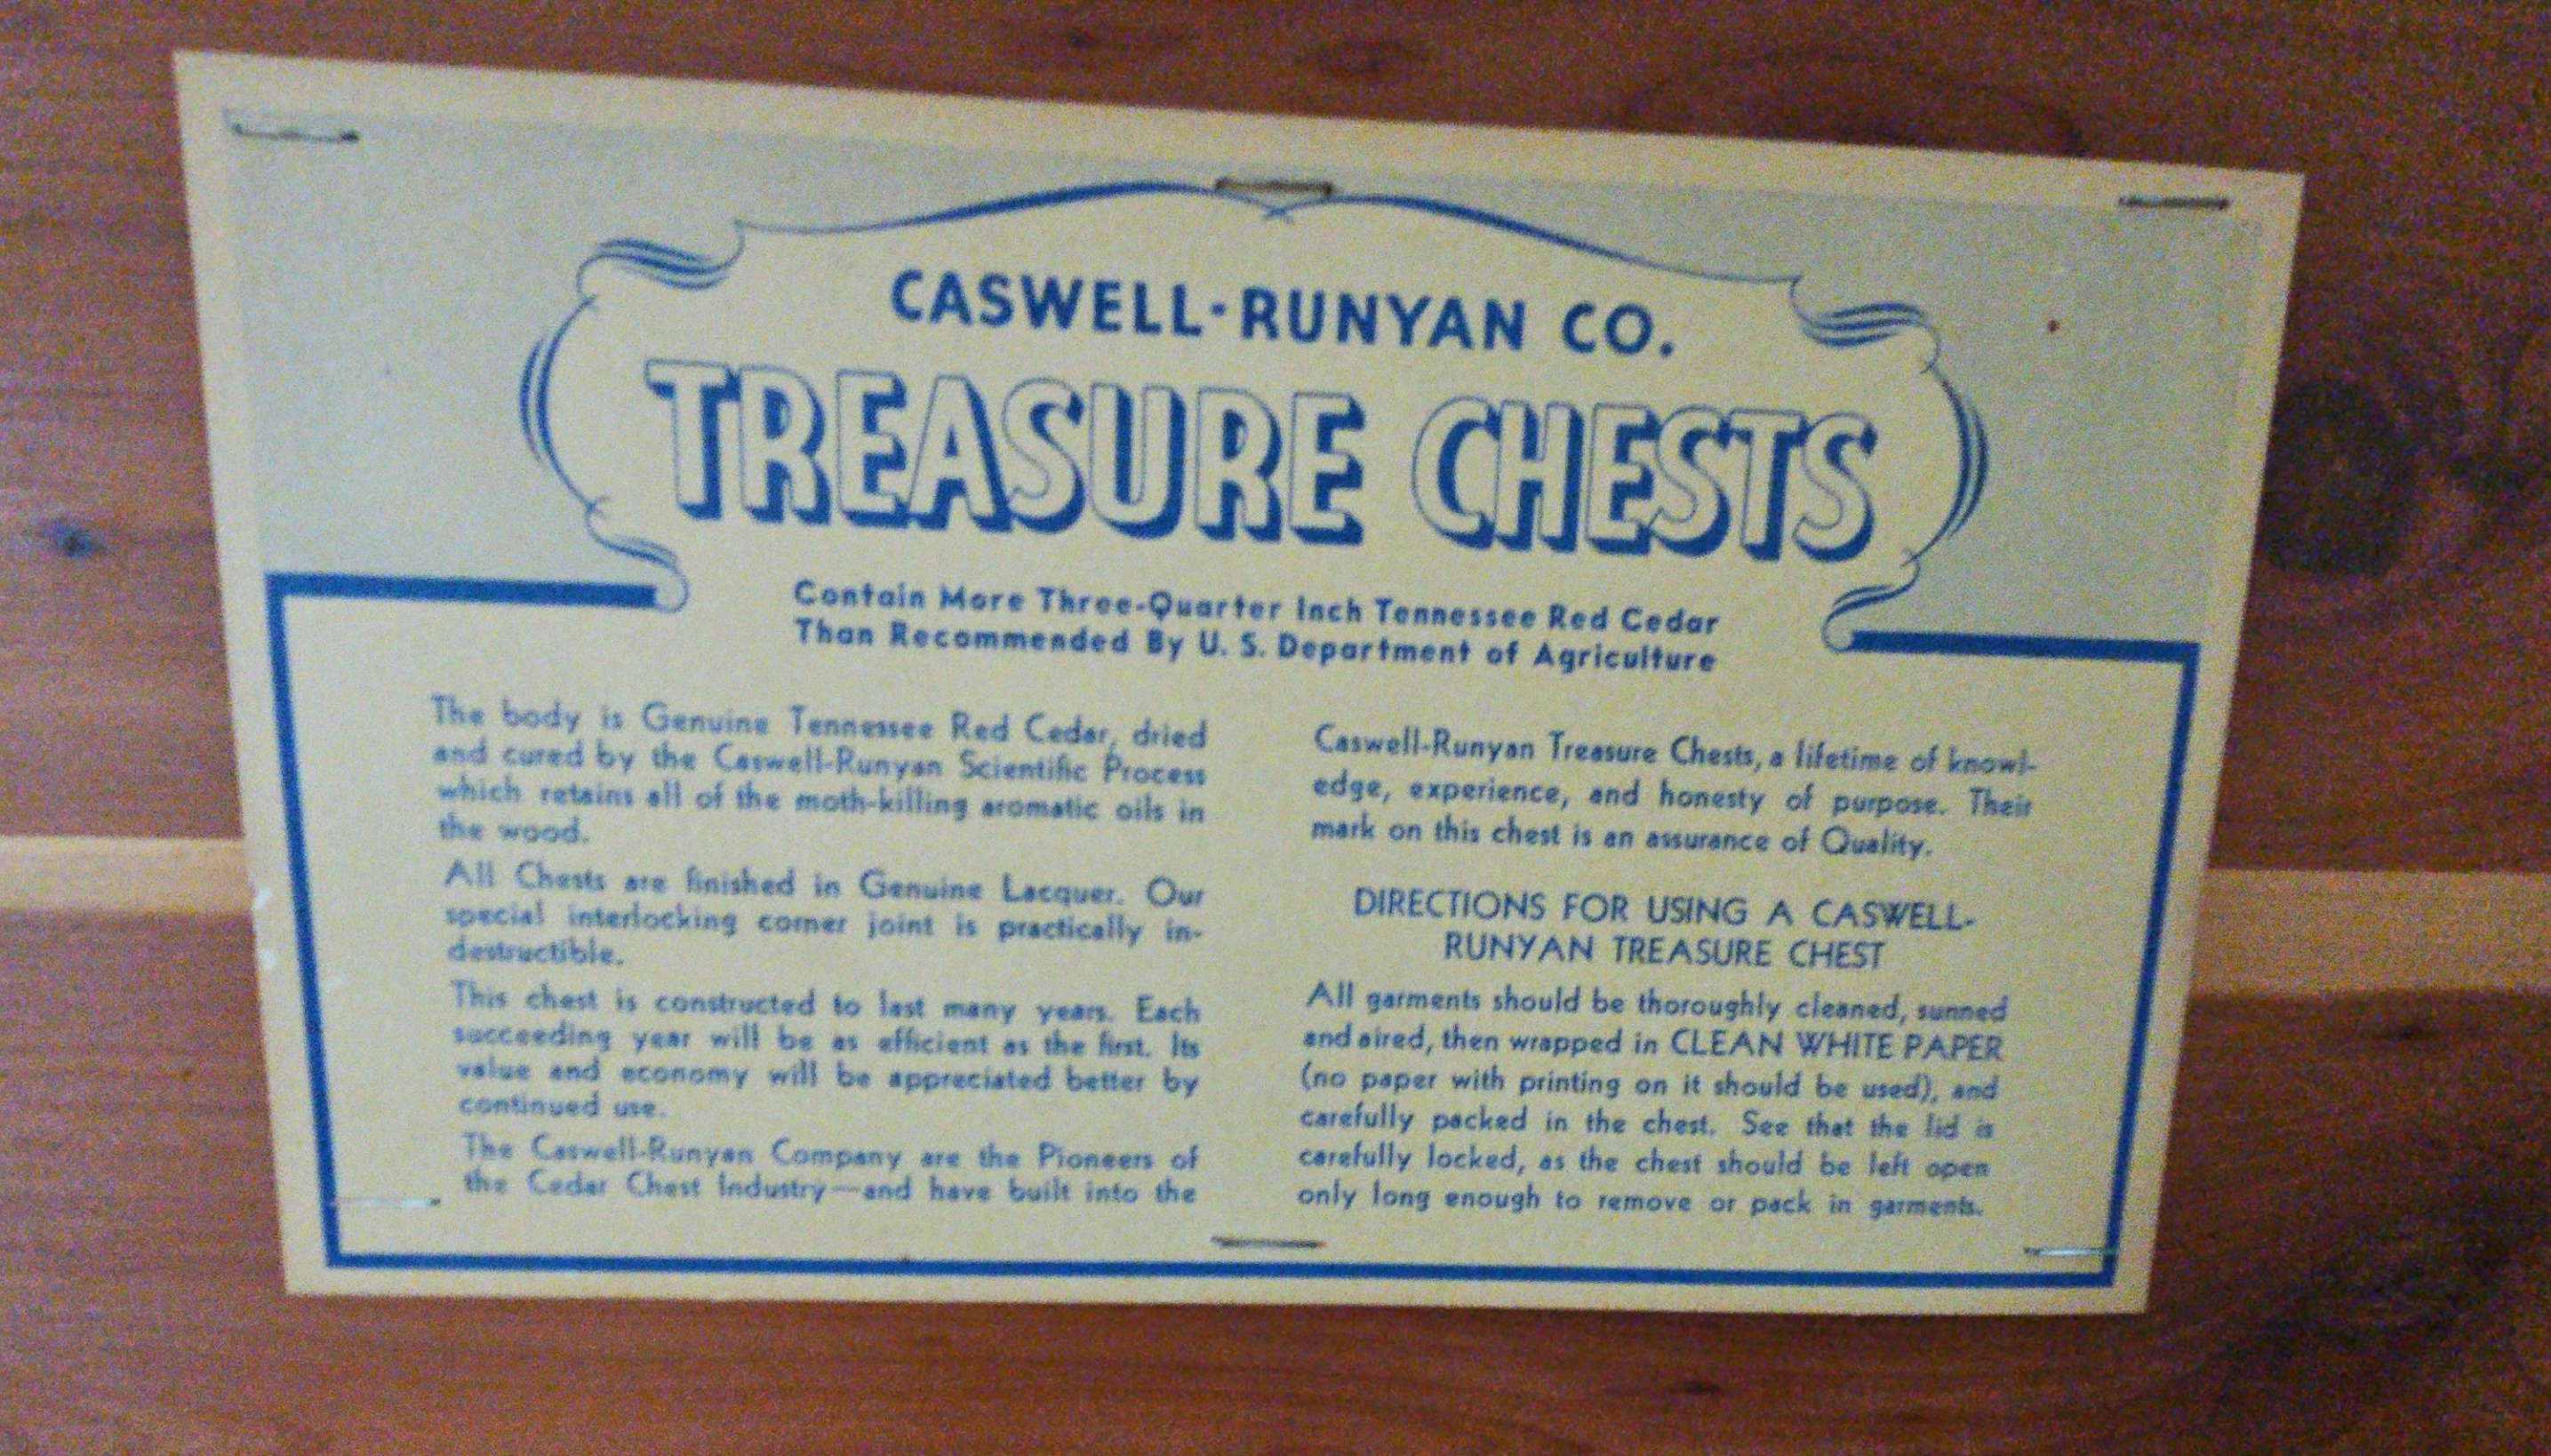 CASWELL-RUNYAN CO.
TREASURE CHESTS
Contain More Three-Quarter Inch Tennessee Red Cedar
Than Recommended By U. S. Department of Agriculture
The body is Genuine Tennessee Red Cedar, dried
and cured by the Caswell-Runyan Scientific Process
which retains all of the moth-killing aromatic oils in
the wood.
All Chests are finished in Genuine Lacquer. Our
special interlocking corner joint is practically in-
destructible.
This chest is constructed to last many years. Each
succeeding year will be as efficient as the first. Its
value and economy will be appreciated better by
continued use.
The Caswell-Runyan Company are the Pioneers of
the Cedar Chest Industry—and have built into the
Caswell-Runyan Treasure Chests, a lifetime of knowl-
edge, experience, and honesty of purpose. Their
mark on this chest is an assurance of Quality.
DIRECTIONS FOR USING A CASWELL-
RUNYAN TREASURE CHEST
All garments should be thoroughly cleaned, sunned
and aired, then wrapped in CLEAN WHITE PAPER
(no paper with printing on it should be used), and
carefully packed in the chest. See that the lid is
carefully locked, as the chest should be left open
only long enough to remove or pack in garments.